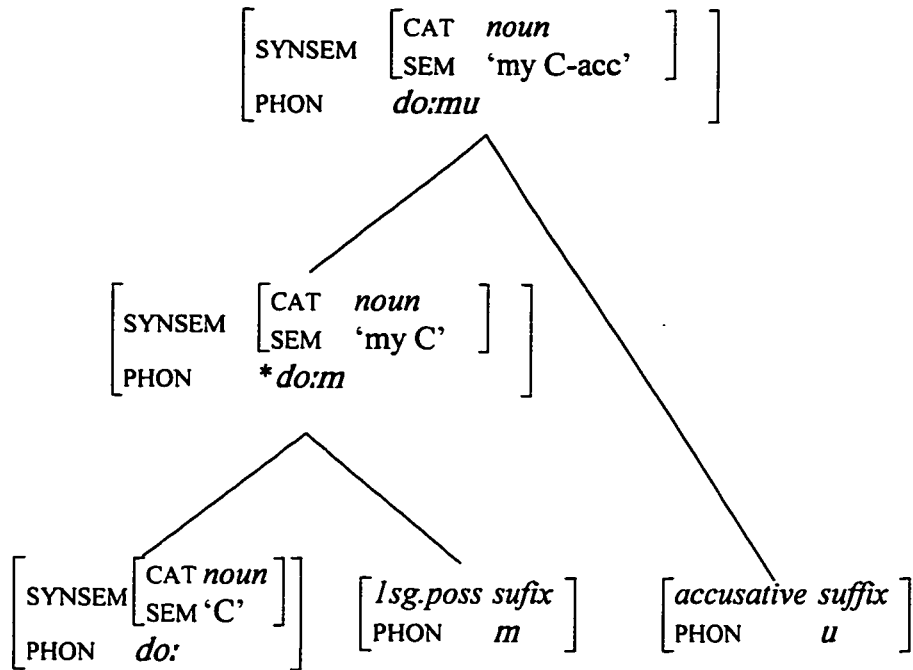 SYNSEM [CAT noun
SEM 'my C-acc']
PHON do:mu
SYNSEM [CAT noun
SEM 'my C']
PHON *do:m
SYNSEM [CAT noun
SEM 'C']
PHON do:
1sg.poss sufix
PHON m
accusative suffix
PHON u